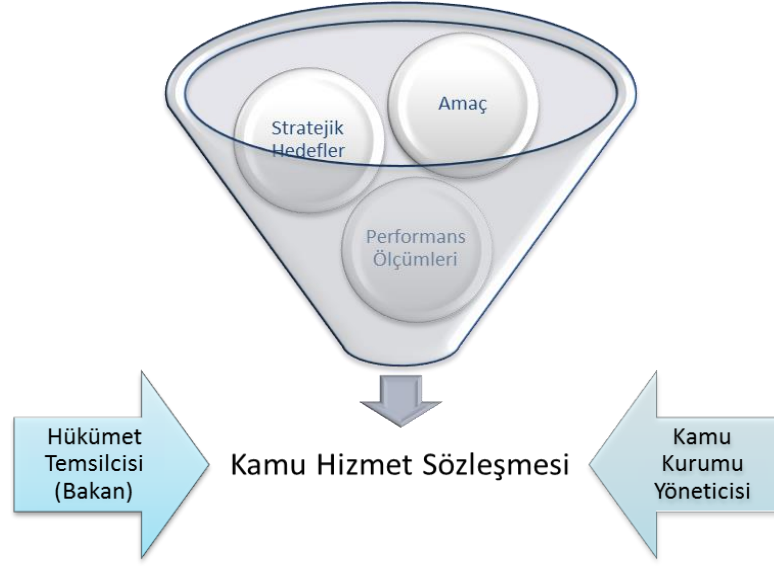 Amaç
Stratejik
Hedefler
Performans
Ölçümleri
Hükümet
Temsilcisi
(Bakan)
Kamu Hizmet Sözleşmesi
Kamu
Kurumu
Yöneticisi